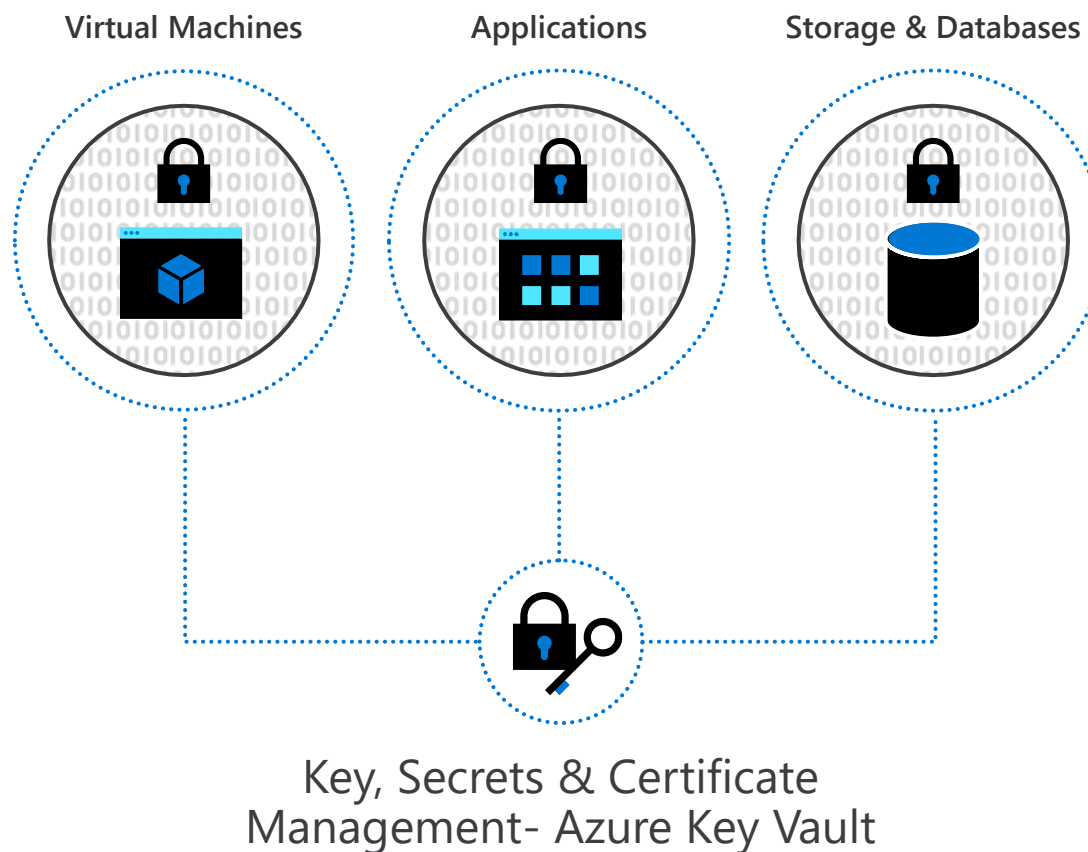 Virtual Machines
Applications
Storage & Databases
Key, Secrets & Certificate
Management- Azure Key Vault